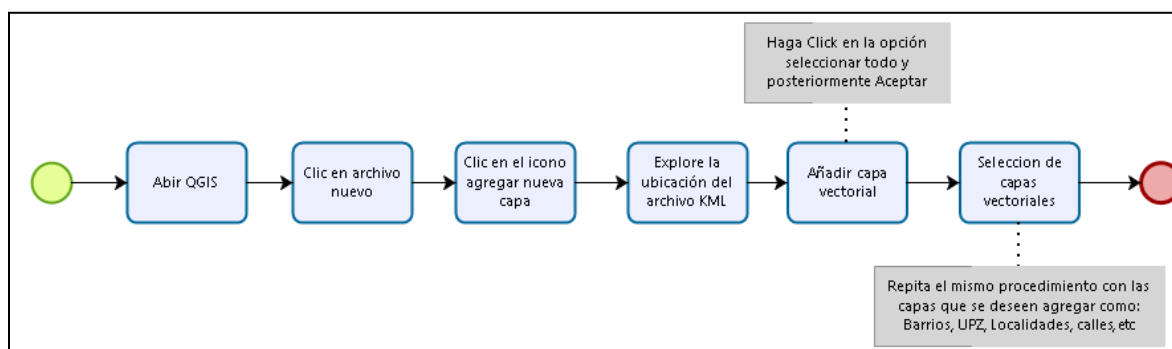 Haga Click en la opción
seleccionar todo y
posteriormente Aceptar
Abir QGIS
Clic en archivo
nuevo
Clic en el icono
agregar nueva
capa
Explore la
ubicación del
archivo KML
Añadir capa
vectorial
Seleccion de
capas
vectoriales
Repita el mismo procedimiento con las
capas que se deseen agregar como:
Barrios, UPZ, Localidades, calles, etc